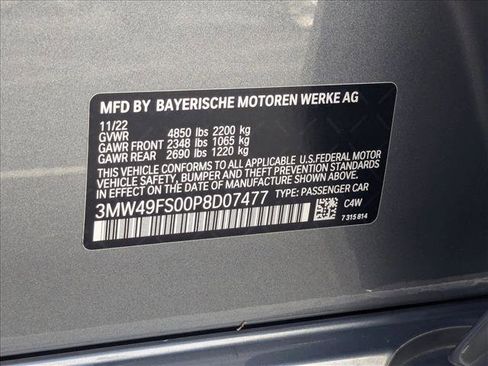 MFD BY BAYERISCHE MOTOREN WERKE AG
11/22
GVWR 4850 lbs 2200 kg
GAWR FRONT 2348 lbs 1065 kg
GAWR REAR 2690 lbs 1220 kg
THIS VEHICLE CONFORMS TO ALL APPLICABLE U.S.FEDERAL MOTOR
VEHICLE SAFETY, BUMPER AND THEFT PREVENTION STANDARDS
IN EFFECT ON THE DATE OF MANUFACTURE SHOWN ABOVE.
3MW49FS00P8D07477 TYPE: PASSENGER CAR
C4W
7 315 814